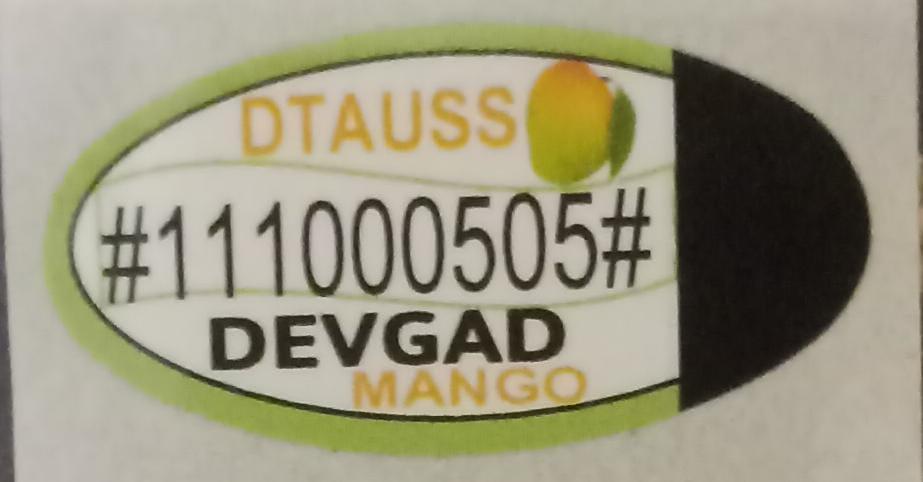 DTAUSS
#111000505#
DEVGAD
MANGO